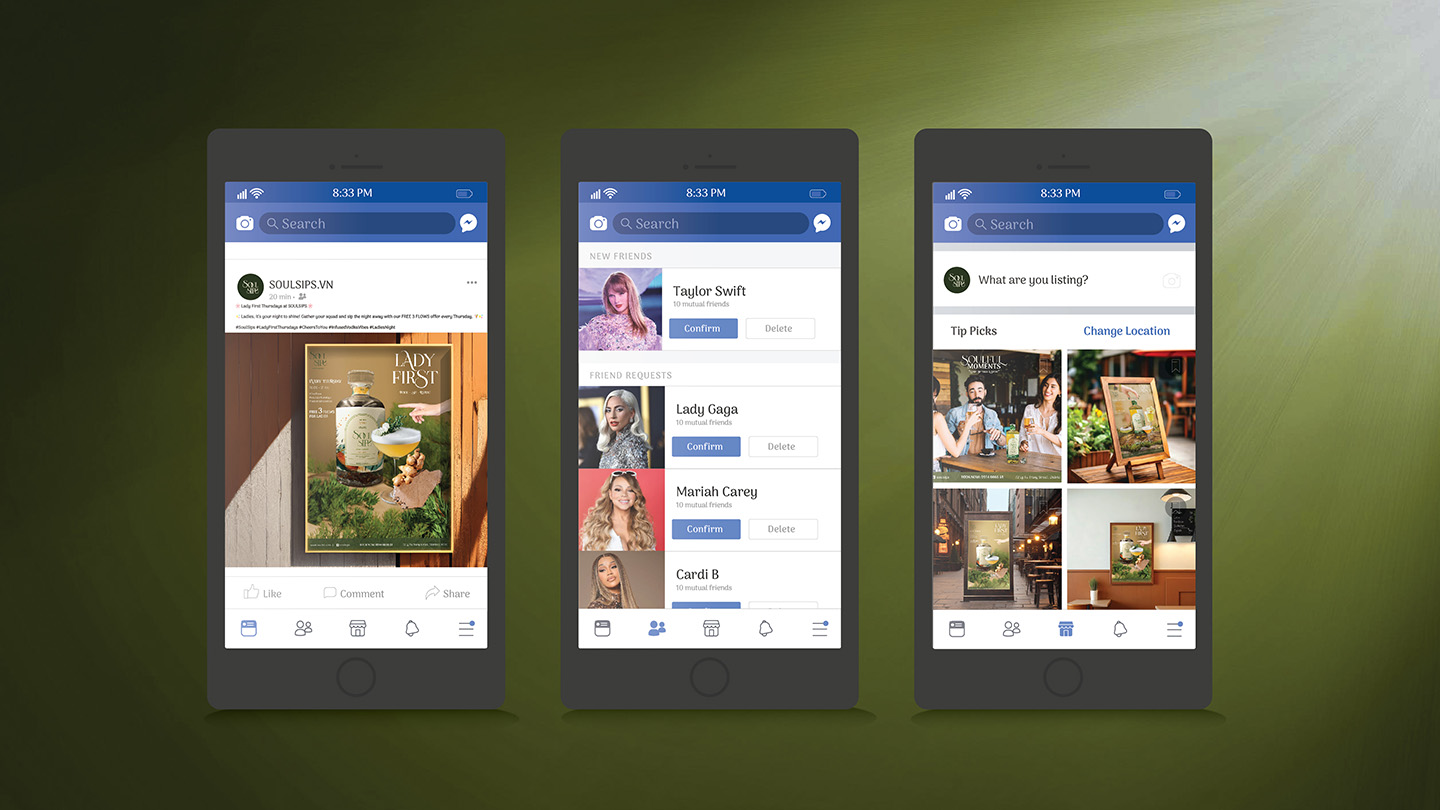 8:33 PM
Search
SOULSIPS.VN
20 min •
Lady First Thursdays at SOULSIPS
Ladies, it's your night to shine! Gather your squad and sip the night away with our FREE 3 FLOWS offer every Thursday.
#SoulSips #LadyFirstThursdays #CheersToYou #InfusedVodkaVibes #LadiesNight
SOUL
SIPS
LADY
FIRST
SOUL
SIPS
Like
Comment
Share
8:33 PM
Search
NEW FRIENDS
Taylor Swift
10 mutual friends
Confirm
Delete
FRIEND REQUESTS
Lady Gaga
10 mutual friends
Confirm
Delete
Mariah Carey
10 mutual friends
Confirm
Delete
Cardi B
10 mutual friends
8:33 PM
Search
What are you listing?
Tip Picks
Change Location
SOULFUL
MOMENTS